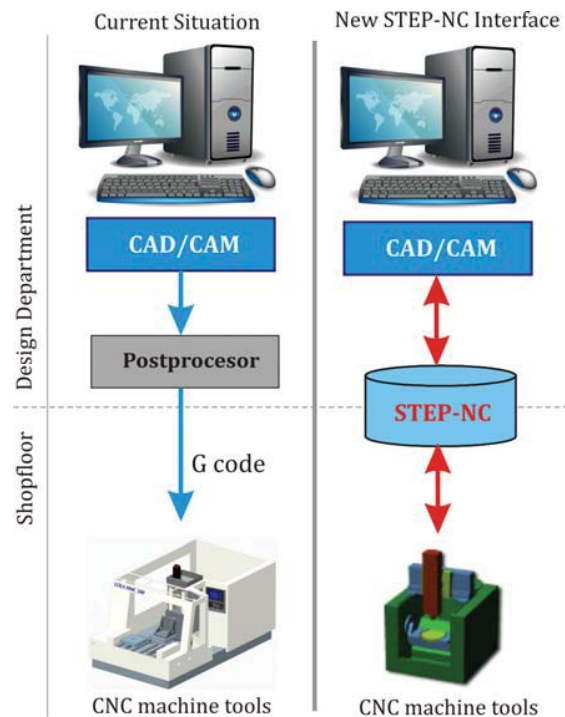 Current Situation
New STEP-NC Interface
CAD/CAM
CAD/CAM
Design Department
Postprocesor
STEP-NC
Shopfloor
G code
CNC machine tools
CNC machine tools